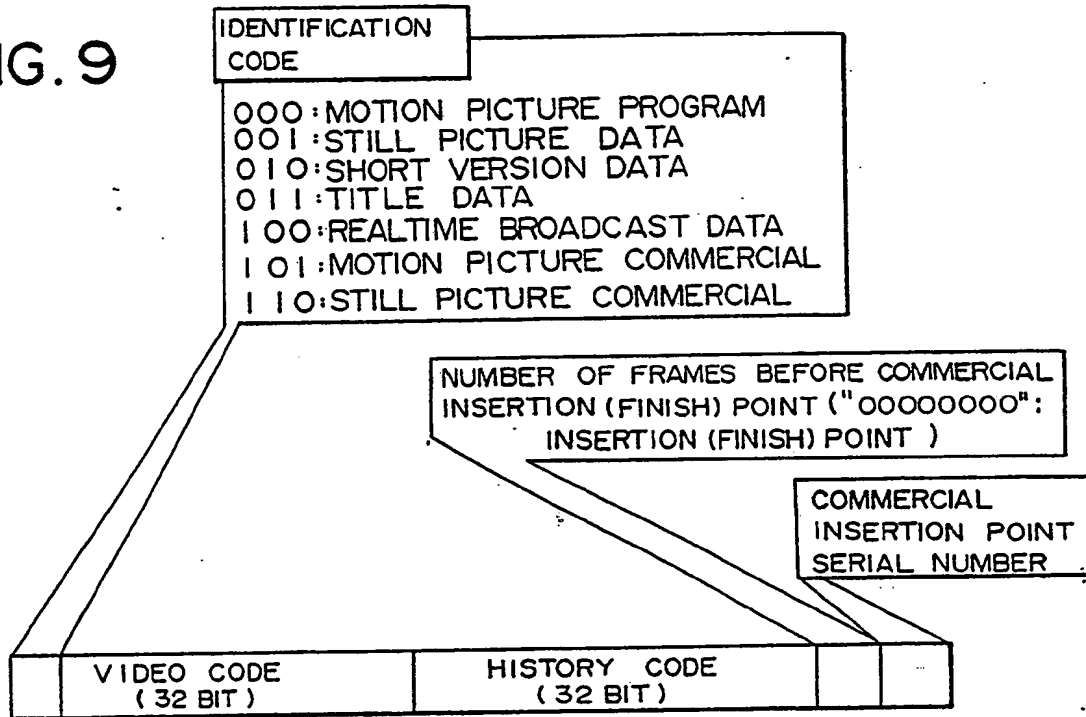 IG. 9
IDENTIFICATION
CODE
000:MOTION PICTURE PROGRAM
001:STILL PICTURE DATA
010:SHORT VERSION DATA
011:TITLE DATA
100:REALTIME BROADCAST DATA
101:MOTION PICTURE COMMERCIAL
110:STILL PICTURE COMMERCIAL
NUMBER OF FRAMES BEFORE COMMERCIAL
INSERTION (FINISH) POINT ("00000000":
INSERTION (FINISH) POINT )
COMMERCIAL
INSERTION POINT
SERIAL NUMBER
VIDEO CODE
(32 BIT)
HISTORY CODE
(32 BIT)